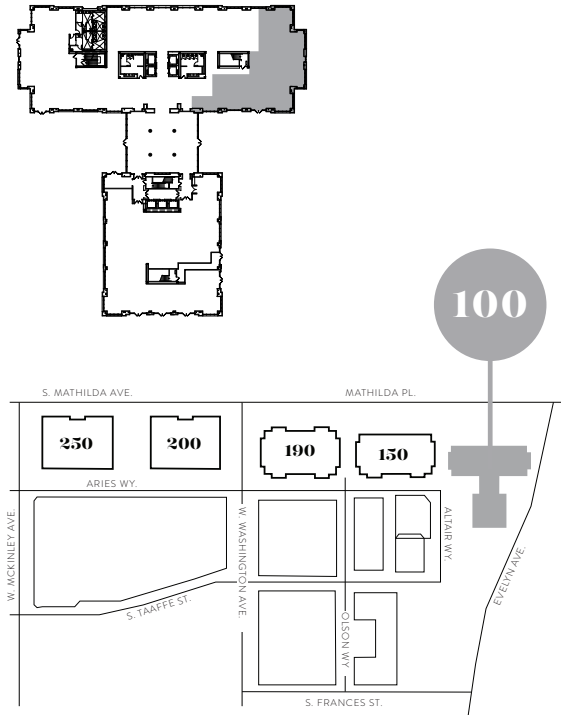 100
S. MATHILDA AVE.
MATHILDA PL.
250
200
190
150
ARIES WY.
W. MCKINLEY AVE.
W. WASHINGTON AVE.
ALTAIR WY.
EVELYN AVE.
S. TAAFFE ST.
OLSON WY
S. FRANCES ST.